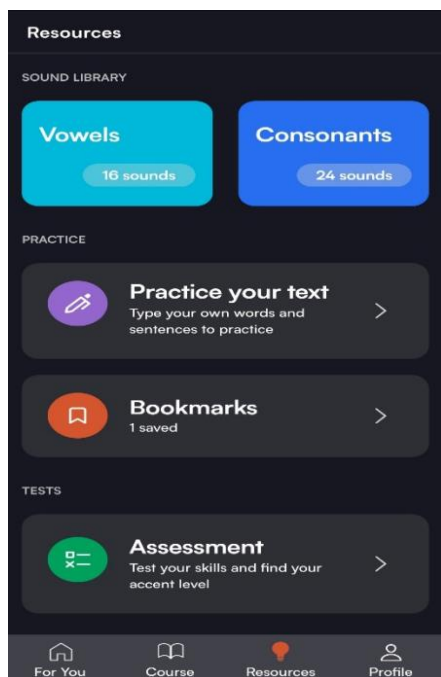 Resources
SOUND LIBRARY
Vowels
16 sounds
Consonants
24 sounds
PRACTICE
Practice your text
Type your own words and
sentences to practice
Bookmarks
1 saved
TESTS
Assessment
Test your skills and find your
accent level
For You
Course
Resources
Profile